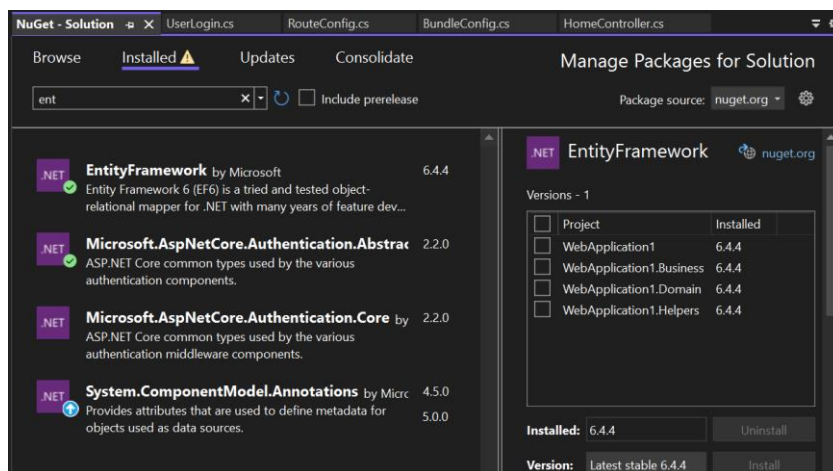 NuGet - Solution
UserLogin.cs
RouteConfig.cs
BundleConfig.cs
HomeController.cs
Browse
Installed
Updates
Consolidate
Manage Packages for Solution
ent
Include prerelease
Package source: nuget.org
.NET
EntityFramework by Microsoft
6.4.4
Entity Framework 6 (EF6) is a tried and tested object-
relational mapper for .NET with many years of feature dev...
.NET
Microsoft.AspNetCore.Authentication.Abstrac
2.2.0
ASP.NET Core common types used by the various
authentication components.
.NET
Microsoft.AspNetCore.Authentication.Core by
2.2.0
ASP.NET Core common types used by the various
authentication middleware components.
.NET
System.ComponentModel.Annotations by Micro
4.5.0
Provides attributes that are used to define metadata for
5.0.0
objects used as data sources.
.NET
EntityFramework
nuget.org
Versions - 1
Project Installed
WebApplication1 6.4.4
WebApplication1.Business 6.4.4
WebApplication1.Domain 6.4.4
WebApplication1.Helpers 6.4.4
Installed: 6.4.4 Uninstall
Version: Latest stable 6.4.4 Install